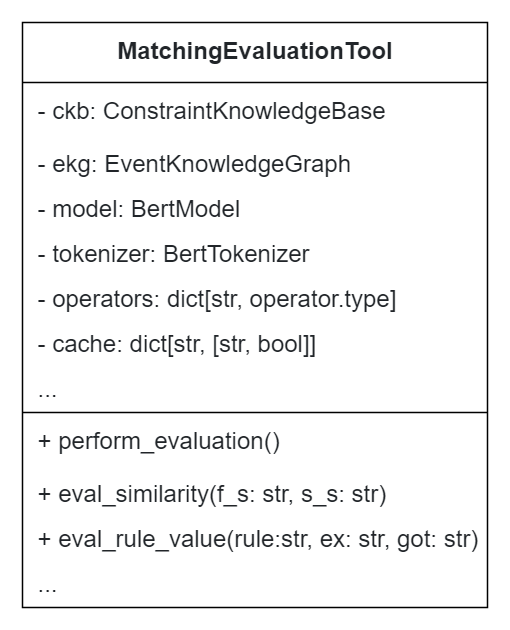 MatchingEvaluationTool
- ckb: ConstraintKnowledgeBase
- ekg: EventKnowledgeGraph
- model: BertModel
- tokenizer: BertTokenizer
- operators: dict[str, operator.type]
- cache: dict[str, [str, bool]]
...
+ perform_evaluation()
+ eval_similarity(f_s: str, s_s: str)
+ eval_rule_value(rule:str, ex: str, got: str)
...